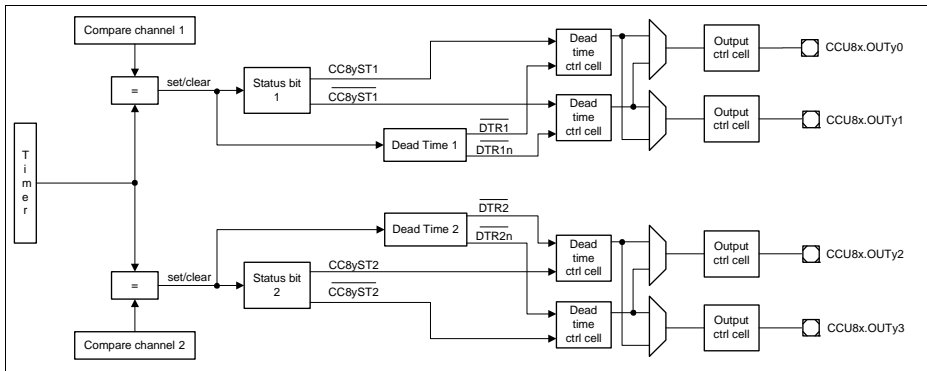 Compare channel 1
=
set/clear
Status bit
1
CC8yST1
CC8yST1
Dead Time 1
DTR1
DTR1n
Dead
time
ctrl cell
Dead
time
ctrl cell
Output
ctrl cell
CCU8x.OUTy0
Output
ctrl cell
CCU8x.OUTy1
T
i
m
e
r
Dead Time 2
DTR2
DTR2n
=
set/clear
Status bit
2
CC8yST2
CC8yST2
Dead
time
ctrl cell
Dead
time
ctrl cell
Output
ctrl cell
CCU8x.OUTy2
Output
ctrl cell
CCU8x.OUTy3
Compare channel 2